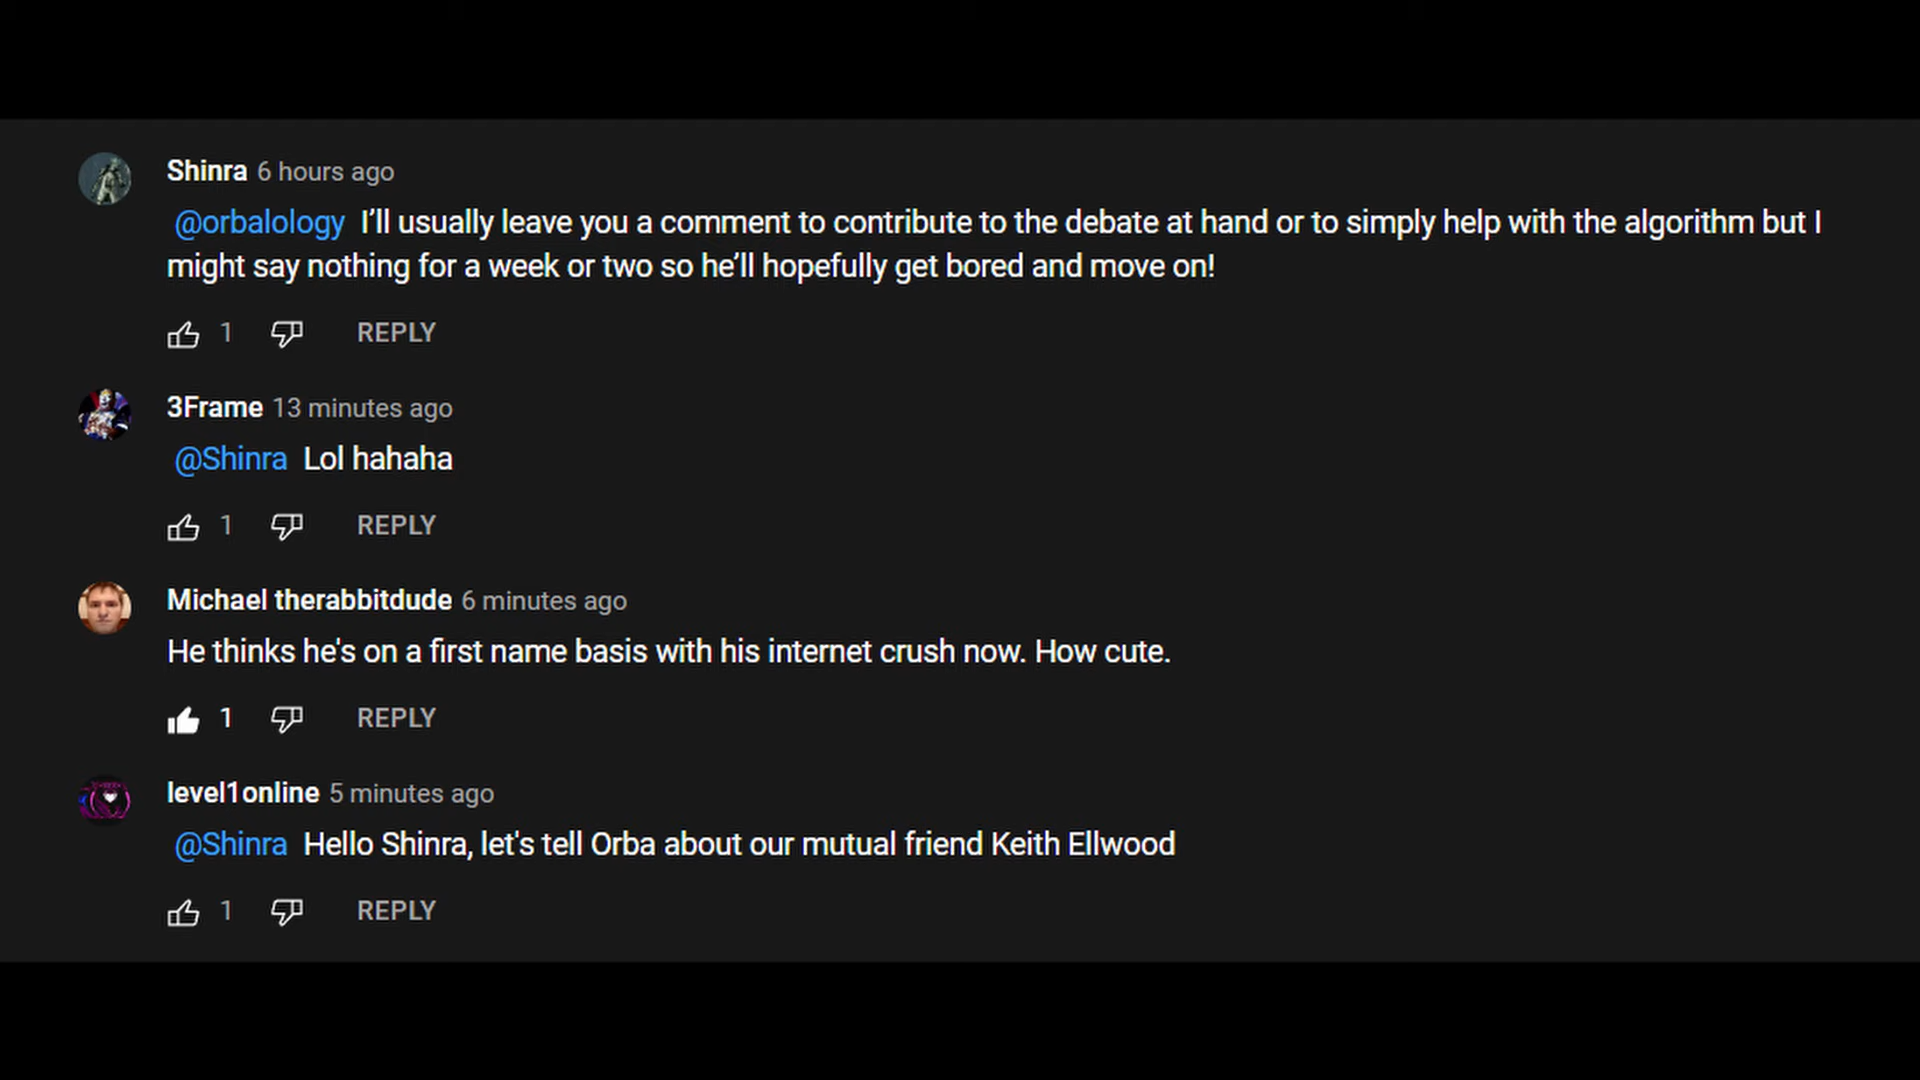 Shinra 6 hours ago
@orbalology I’ll usually leave you a comment to contribute to the debate at hand or to simply help with the algorithm but I
might say nothing for a week or two so he’ll hopefully get bored and move on!
1 REPLY
3Frame 13 minutes ago
@Shinra Lol hahaha
1 REPLY
Michael therabbitdude 6 minutes ago
He thinks he's on a first name basis with his internet crush now. How cute.
1 REPLY
level1online 5 minutes ago
@Shinra Hello Shinra, let's tell Orba about our mutual friend Keith Ellwood
1 REPLY